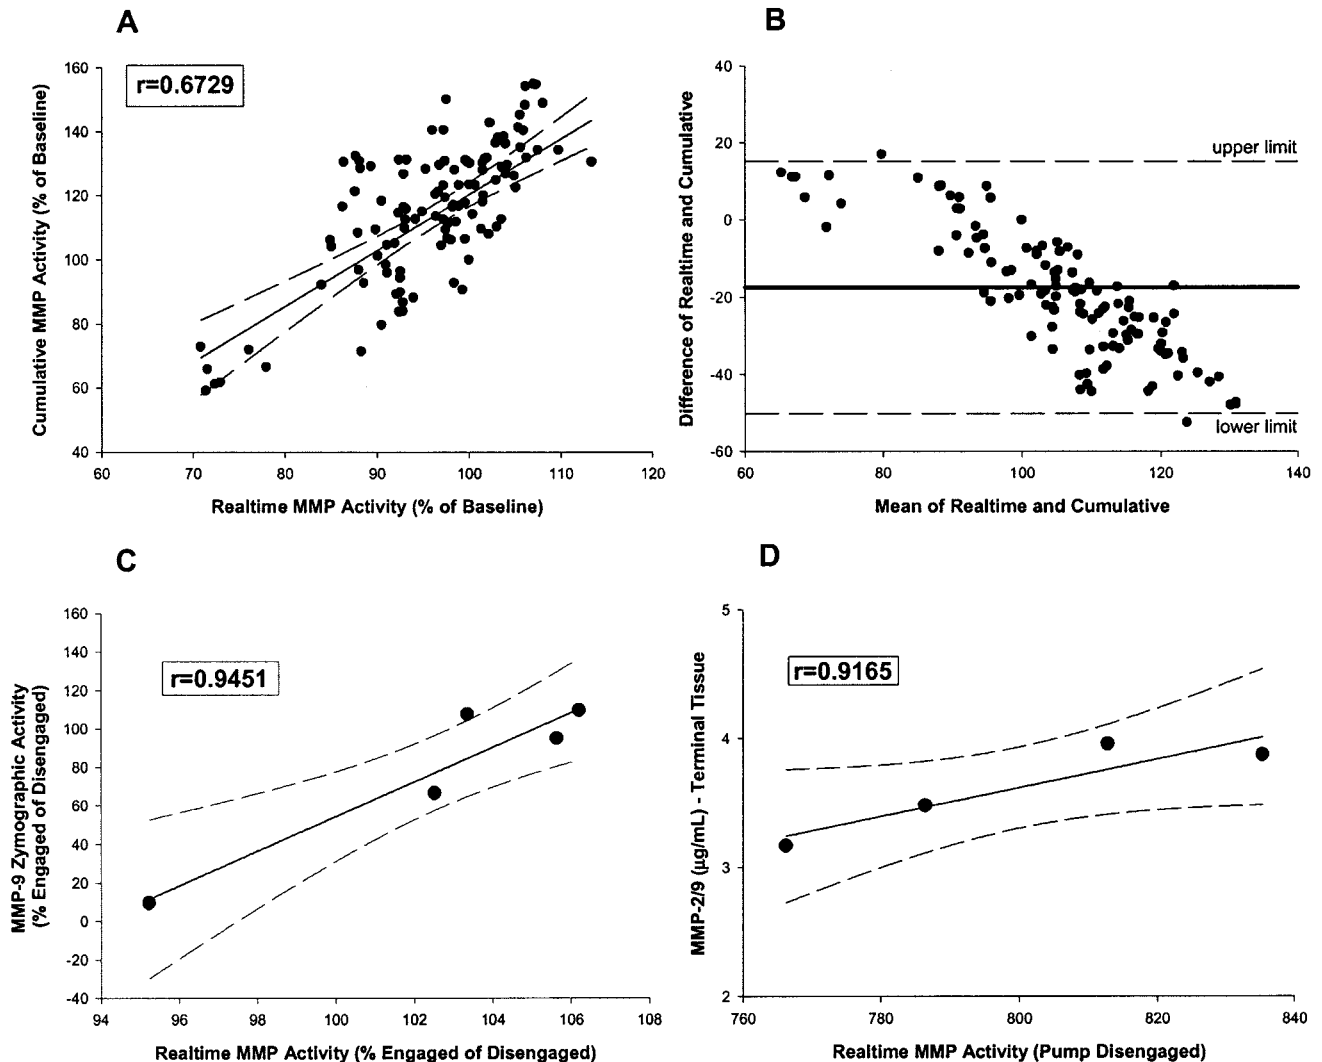 A
r=0.6729
Cumulative MMP Activity (% of Baseline)
160
140
120
100
80
60
40
60
70
80
90
100
110
120
Realtime MMP Activity (% of Baseline)
B
Difference of Realtime and Cumulative
40
20
0
-20
-40
-60
upper limit
lower limit
60
80
100
120
140
Mean of Realtime and Cumulative
C
r=0.9451
MMP-9 Zymographic Activity
(% Engaged of Disengaged)
160
140
120
100
80
60
40
20
0
-20
-40
94
96
98
100
102
104
106
108
Realtime MMP Activity (% Engaged of Disengaged)
D
r=0.9165
MMP-2/9 (µg/mL) - Terminal Tissue
5
4
3
2
760
780
800
820
840
Realtime MMP Activity (Pump Disengaged)